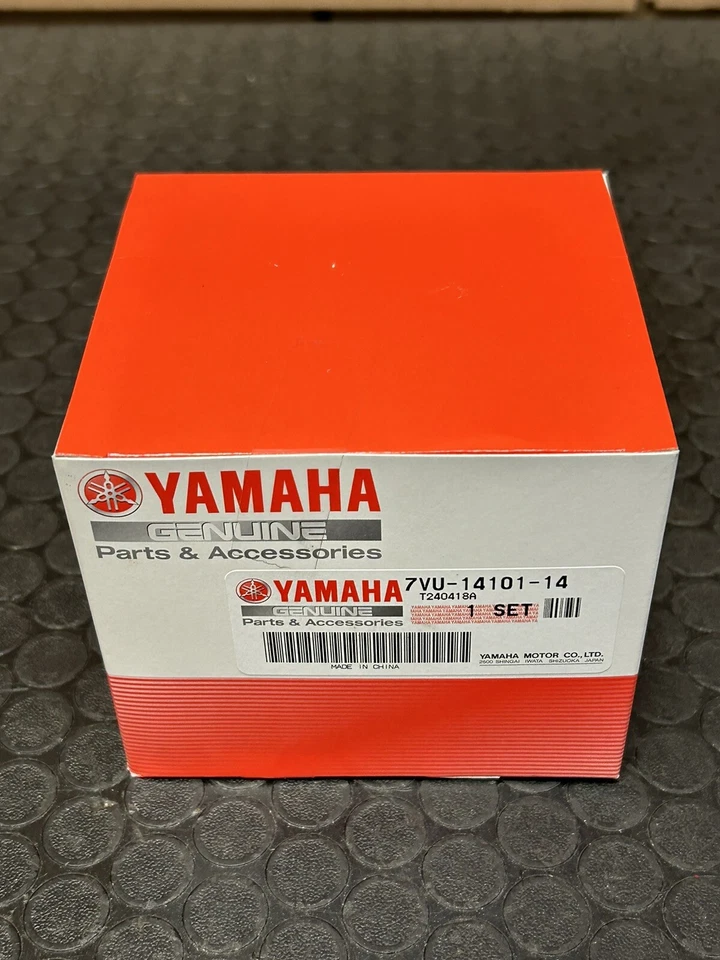 YAMAHA
GENUINE
Parts & Accessories
YAMAHA 7VU-14101-14
GENUINE T240418A
Parts & Accessories 1 SET
YAMAHA MOTOR CO., LTD.
2500 SHINGAI IWATA SHIZUOKA JAPAN
MADE IN CHINA